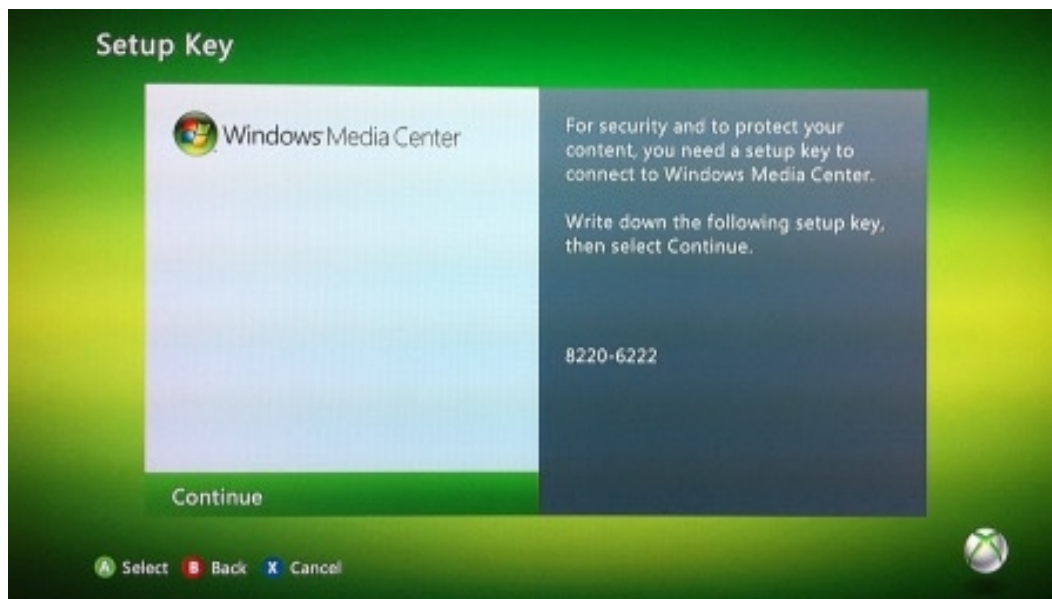 Setup Key
Windows Media Center
For security and to protect your
content, you need a setup key to
connect to Windows Media Center.
Write down the following setup key,
then select Continue.
8220-6222
Continue
A Select B Back X Cancel